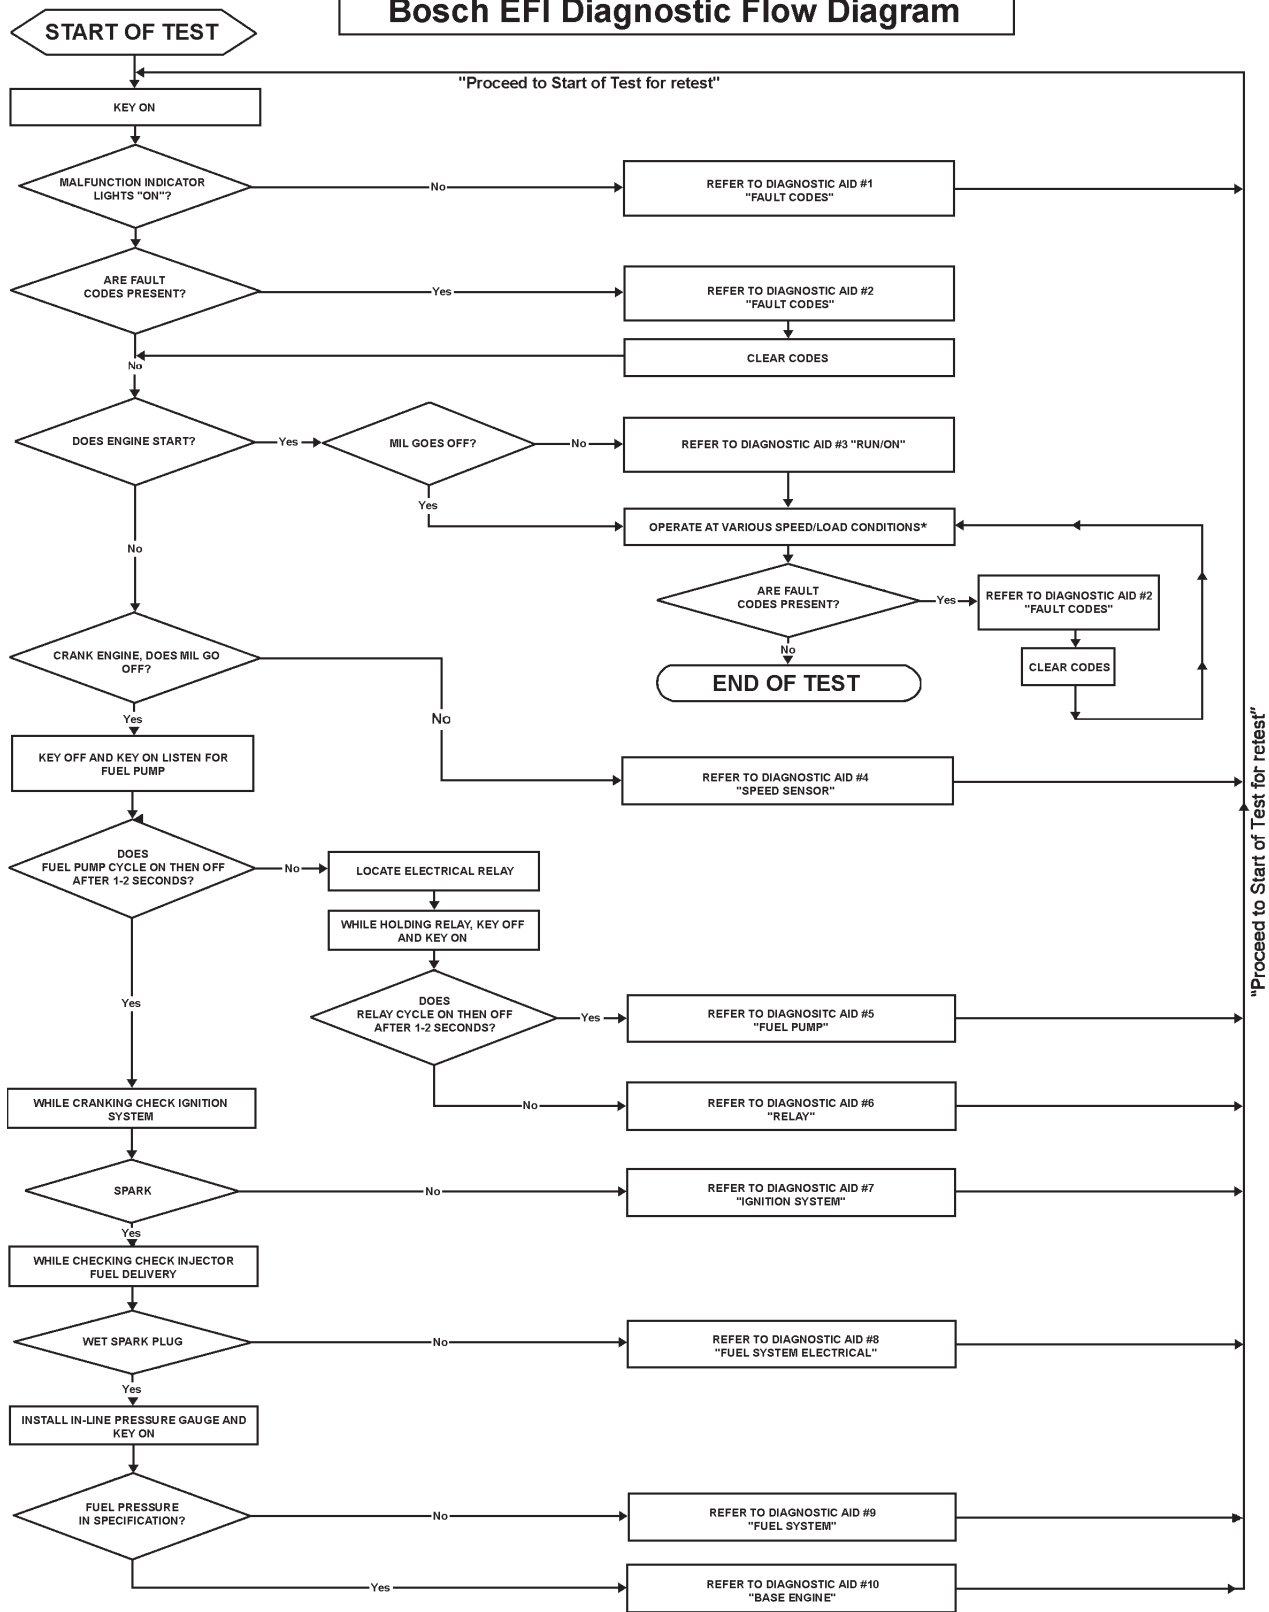 Bosch EFI Diagnostic Flow Diagram
START OF TEST
"Proceed to Start of Test for retest"
KEY ON
MALFUNCTION INDICATOR
LIGHTS "ON"?
No
REFER TO DIAGNOSTIC AID #1
"FAULT CODES"
ARE FAULT
CODES PRESENT?
Yes
REFER TO DIAGNOSTIC AID #2
"FAULT CODES"
CLEAR CODES
No
DOES ENGINE START?
Yes
MIL GOES OFF?
No
REFER TO DIAGNOSTIC AID #3 "RUN/ON"
Yes
OPERATE AT VARIOUS SPEED/LOAD CONDITIONS*
No
ARE FAULT
CODES PRESENT?
Yes
REFER TO DIAGNOSTIC AID #2
"FAULT CODES"
No
CLEAR CODES
END OF TEST
CRANK ENGINE, DOES MIL GO
OFF?
No
Yes
KEY OFF AND KEY ON LISTEN FOR
FUEL PUMP
REFER TO DIAGNOSTIC AID #4
"SPEED SENSOR"
"Proceed to Start of Test for retest"
DOES
FUEL PUMP CYCLE ON THEN OFF
AFTER 1-2 SECONDS?
No
LOCATE ELECTRICAL RELAY
WHILE HOLDING RELAY, KEY OFF
AND KEY ON
Yes
DOES
RELAY CYCLE ON THEN OFF
AFTER 1-2 SECONDS?
Yes
REFER TO DIAGNOSITC AID #5
"FUEL PUMP"
No
REFER TO DIAGNOSTIC AID #6
"RELAY"
WHILE CRANKING CHECK IGNITION
SYSTEM
SPARK
No
REFER TO DIAGNOSTIC AID #7
"IGNITION SYSTEM"
Yes
WHILE CHECKING CHECK INJECTOR
FUEL DELIVERY
WET SPARK PLUG
No
REFER TO DIAGNOSTIC AID #8
"FUEL SYSTEM ELECTRICAL"
Yes
INSTALL IN-LINE PRESSURE GAUGE AND
KEY ON
FUEL PRESSURE
IN SPECIFICATION?
No
REFER TO DIAGNOSTIC AID #9
"FUEL SYSTEM"
Yes
REFER TO DIAGNOSTIC AID #10
"BASE ENGINE"